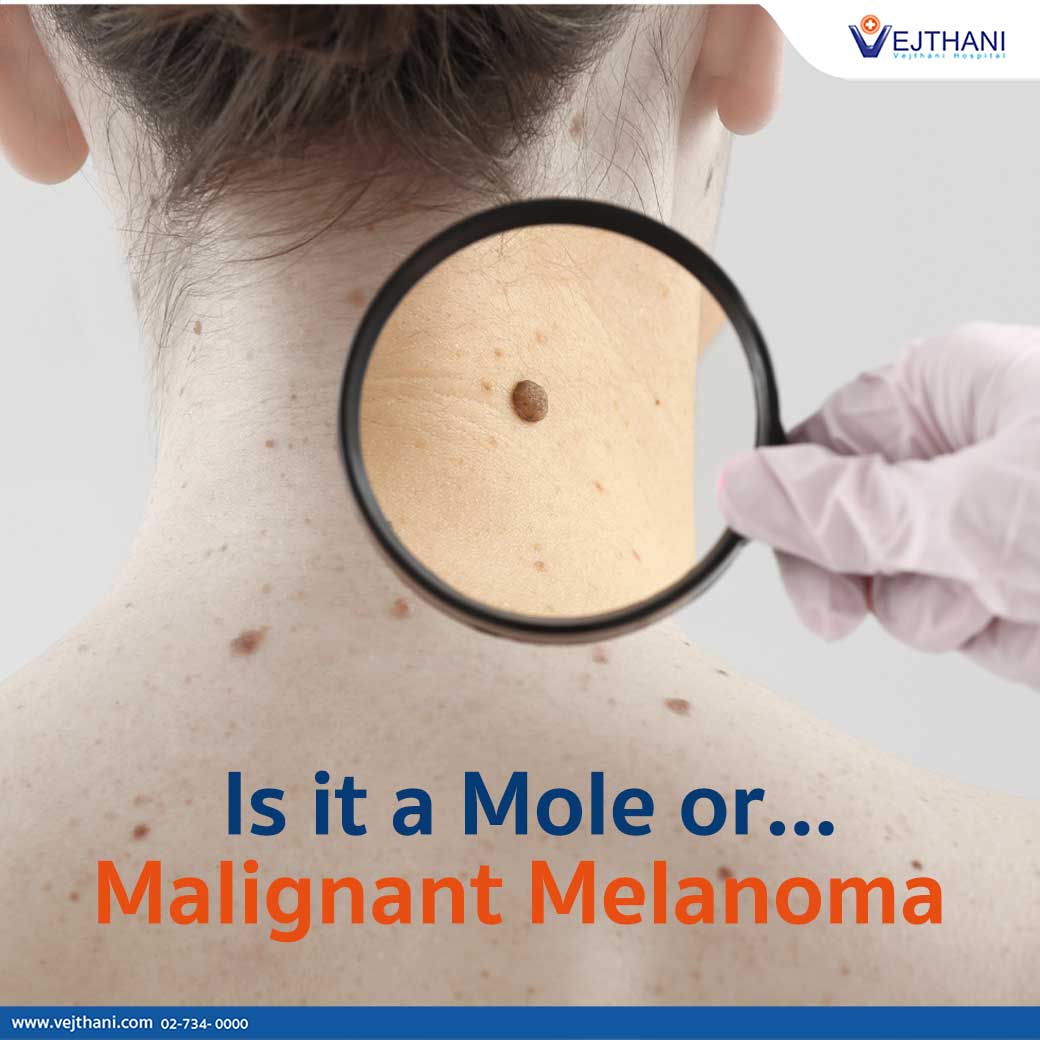 VEJTHANI
Vejthani Hospital
Is it a Mole or...
Malignant Melanoma
www.vejthani.com 02-734- 0000